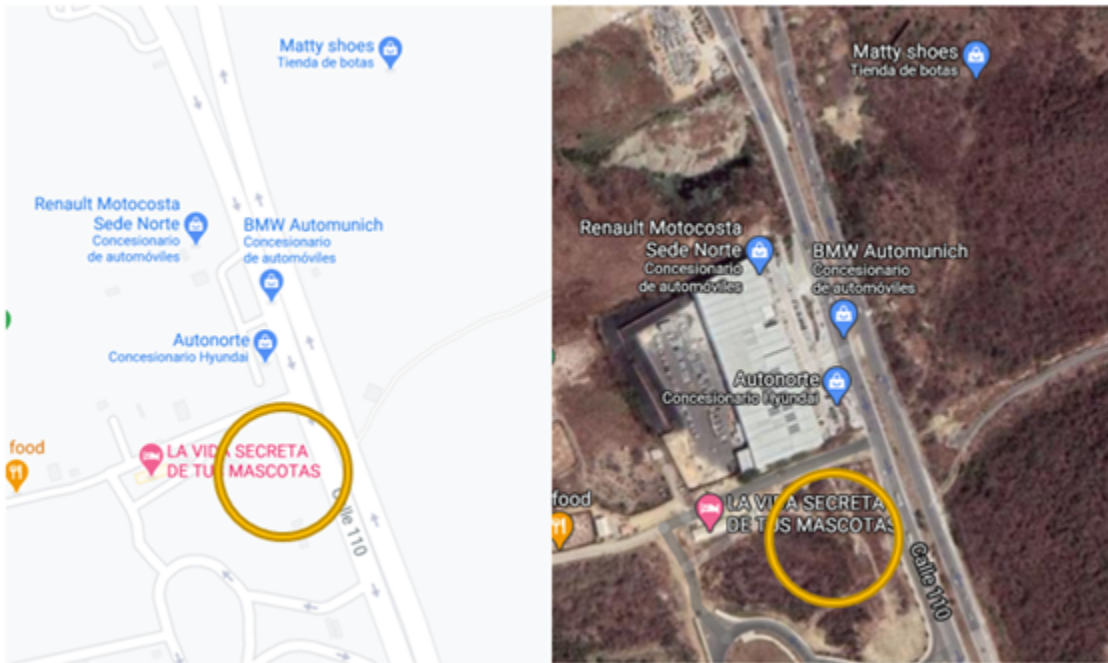 Matty shoes
Tienda de botas
Renault Motocosta
Sede Norte
Concesionario
de automóviles
BMW Automunich
Concesionario
de automóviles
Autonorte
Concesionario Hyundai
food
LA VIDA SECRETA
DE TUS MASCOTAS
Calle 110
Matty shoes
Tienda de botas
Renault Motocosta
Sede Norte
Concesionario
de automóviles
BMW Automunich
Concesionario
de automóviles
Autonorte
Concesionario Hyundai
food
LA VIDA SECRETA
DE TUS MASCOTAS
Calle 110